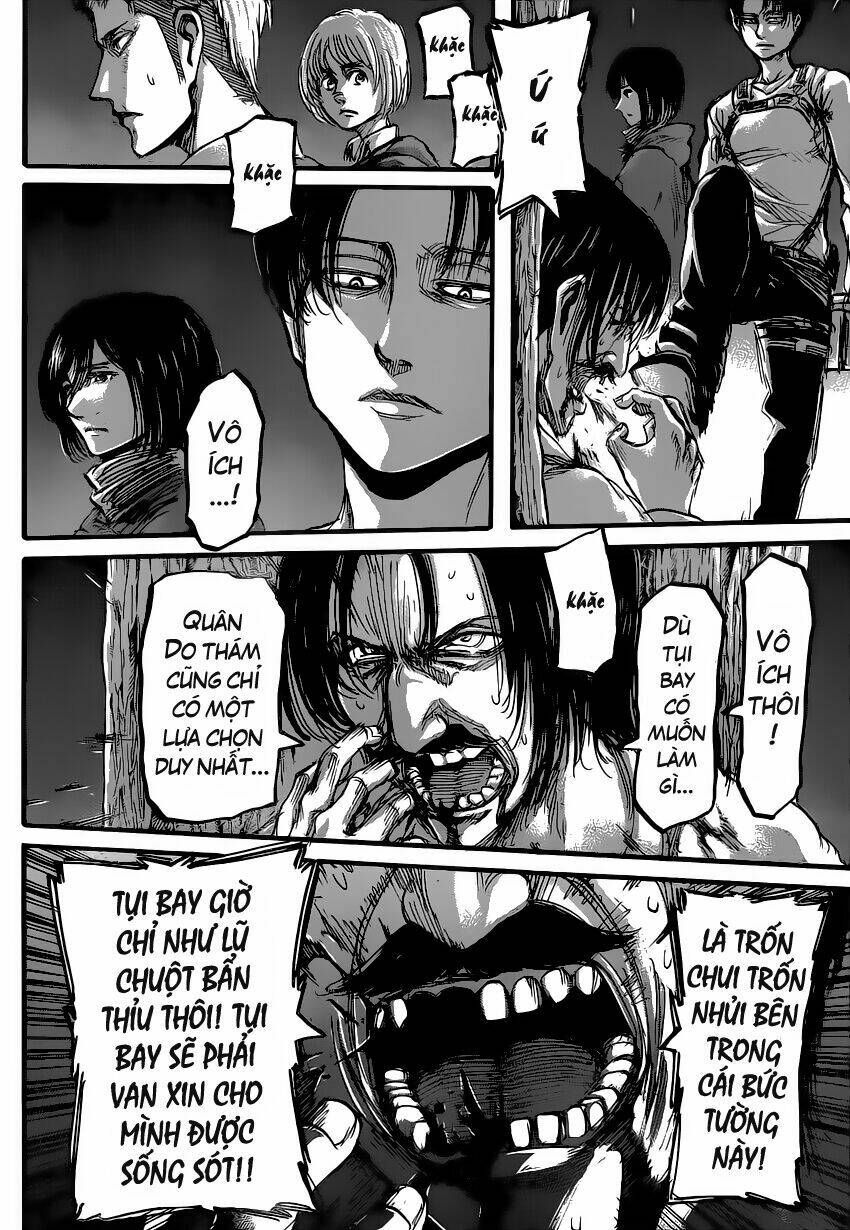 Ứ
Ứ
Khặc
Khặc
Khặc
VÔ
ÍCH
...!
VÔ
ÍCH
THÔI
!
DÙ
TỤI
BAY
CÓ
MUỐN
LÀM
GÌ...
Khặc
QUÂN
DO THÁM
CŨNG CHỈ
CÓ MỘT
LỰA CHỌN
DUY NHẤT...
LÀ TRỐN
CHUI TRỐN
NHỦI BÊN
TRONG
CÁI BỨC
TƯỜNG
NÀY!
TỤI BAY GIỜ
CHỈ NHƯ LŨ
CHUỘT BẨN
THỈU THÔI!! TỤI
BAY SẼ PHẢI
VAN XIN CHO
MÌNH ĐƯỢC
SỐNG SÓT!!